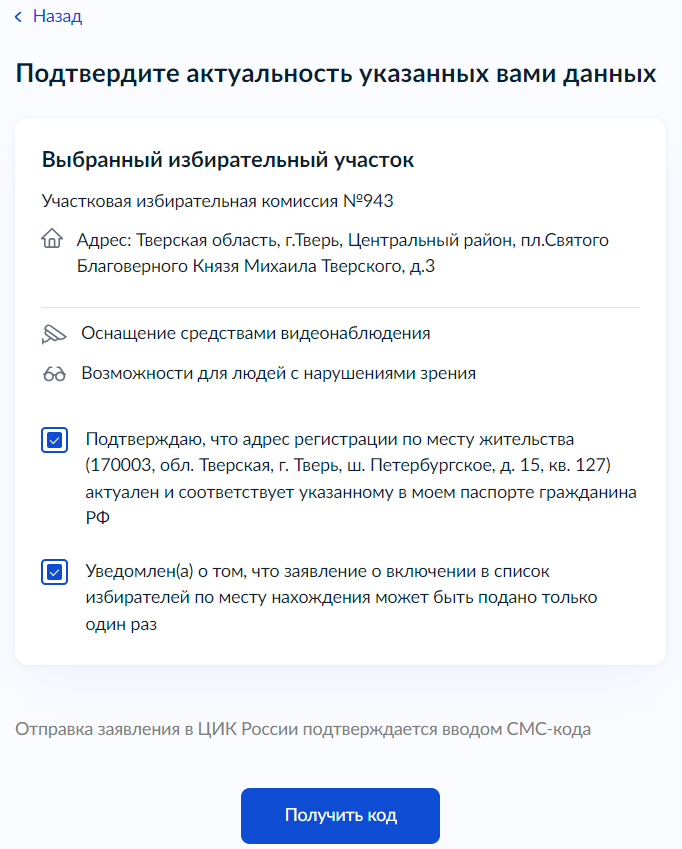 Назад
Подтвердите актуальность указанных вами данных
Выбранный избирательный участок
Участковая избирательная комиссия №943
Адрес: Тверская область, г.Тверь, Центральный район, пл.Святого
Благоверного Князя Михаила Тверского, д.3
Оснащение средствами видеонаблюдения
Возможности для людей с нарушениями зрения
Подтверждаю, что адрес регистрации по месту жительства
(170003, обл. Тверская, г. Тверь, ш. Петербургское, д. 15, кв. 127)
актуален и соответствует указанному в моем паспорте гражданина
РФ
Уведомлен(а) о том, что заявление о включении в список
избирателей по месту нахождения может быть подано только
один раз
Отправка заявления в ЦИК России подтверждается вводом СМС-кода
Получить код